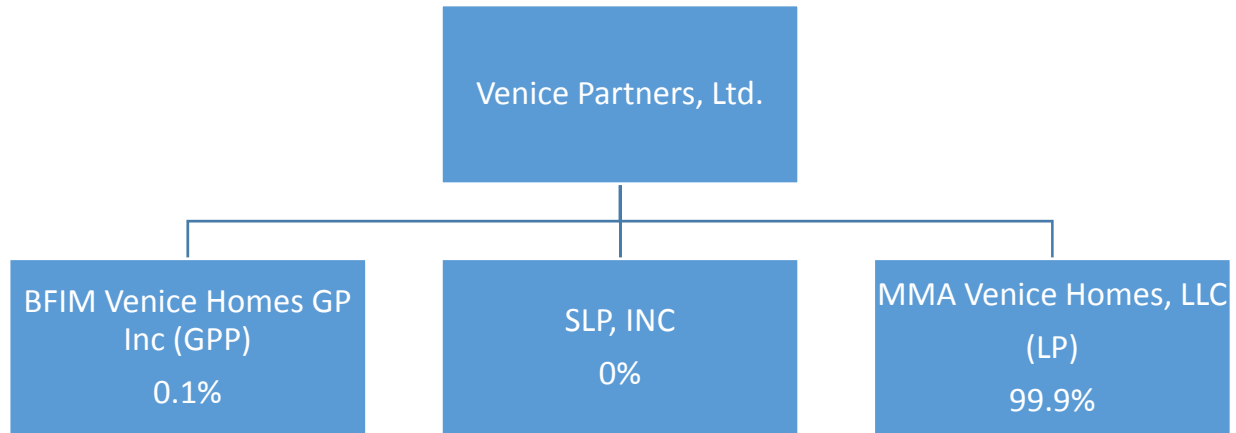 Venice Partners, Ltd.
BFIM Venice Homes GP
Inc (GPP)
0.1%
SLP, INC
0%
MMA Venice Homes, LLC
(LP)
99.9%